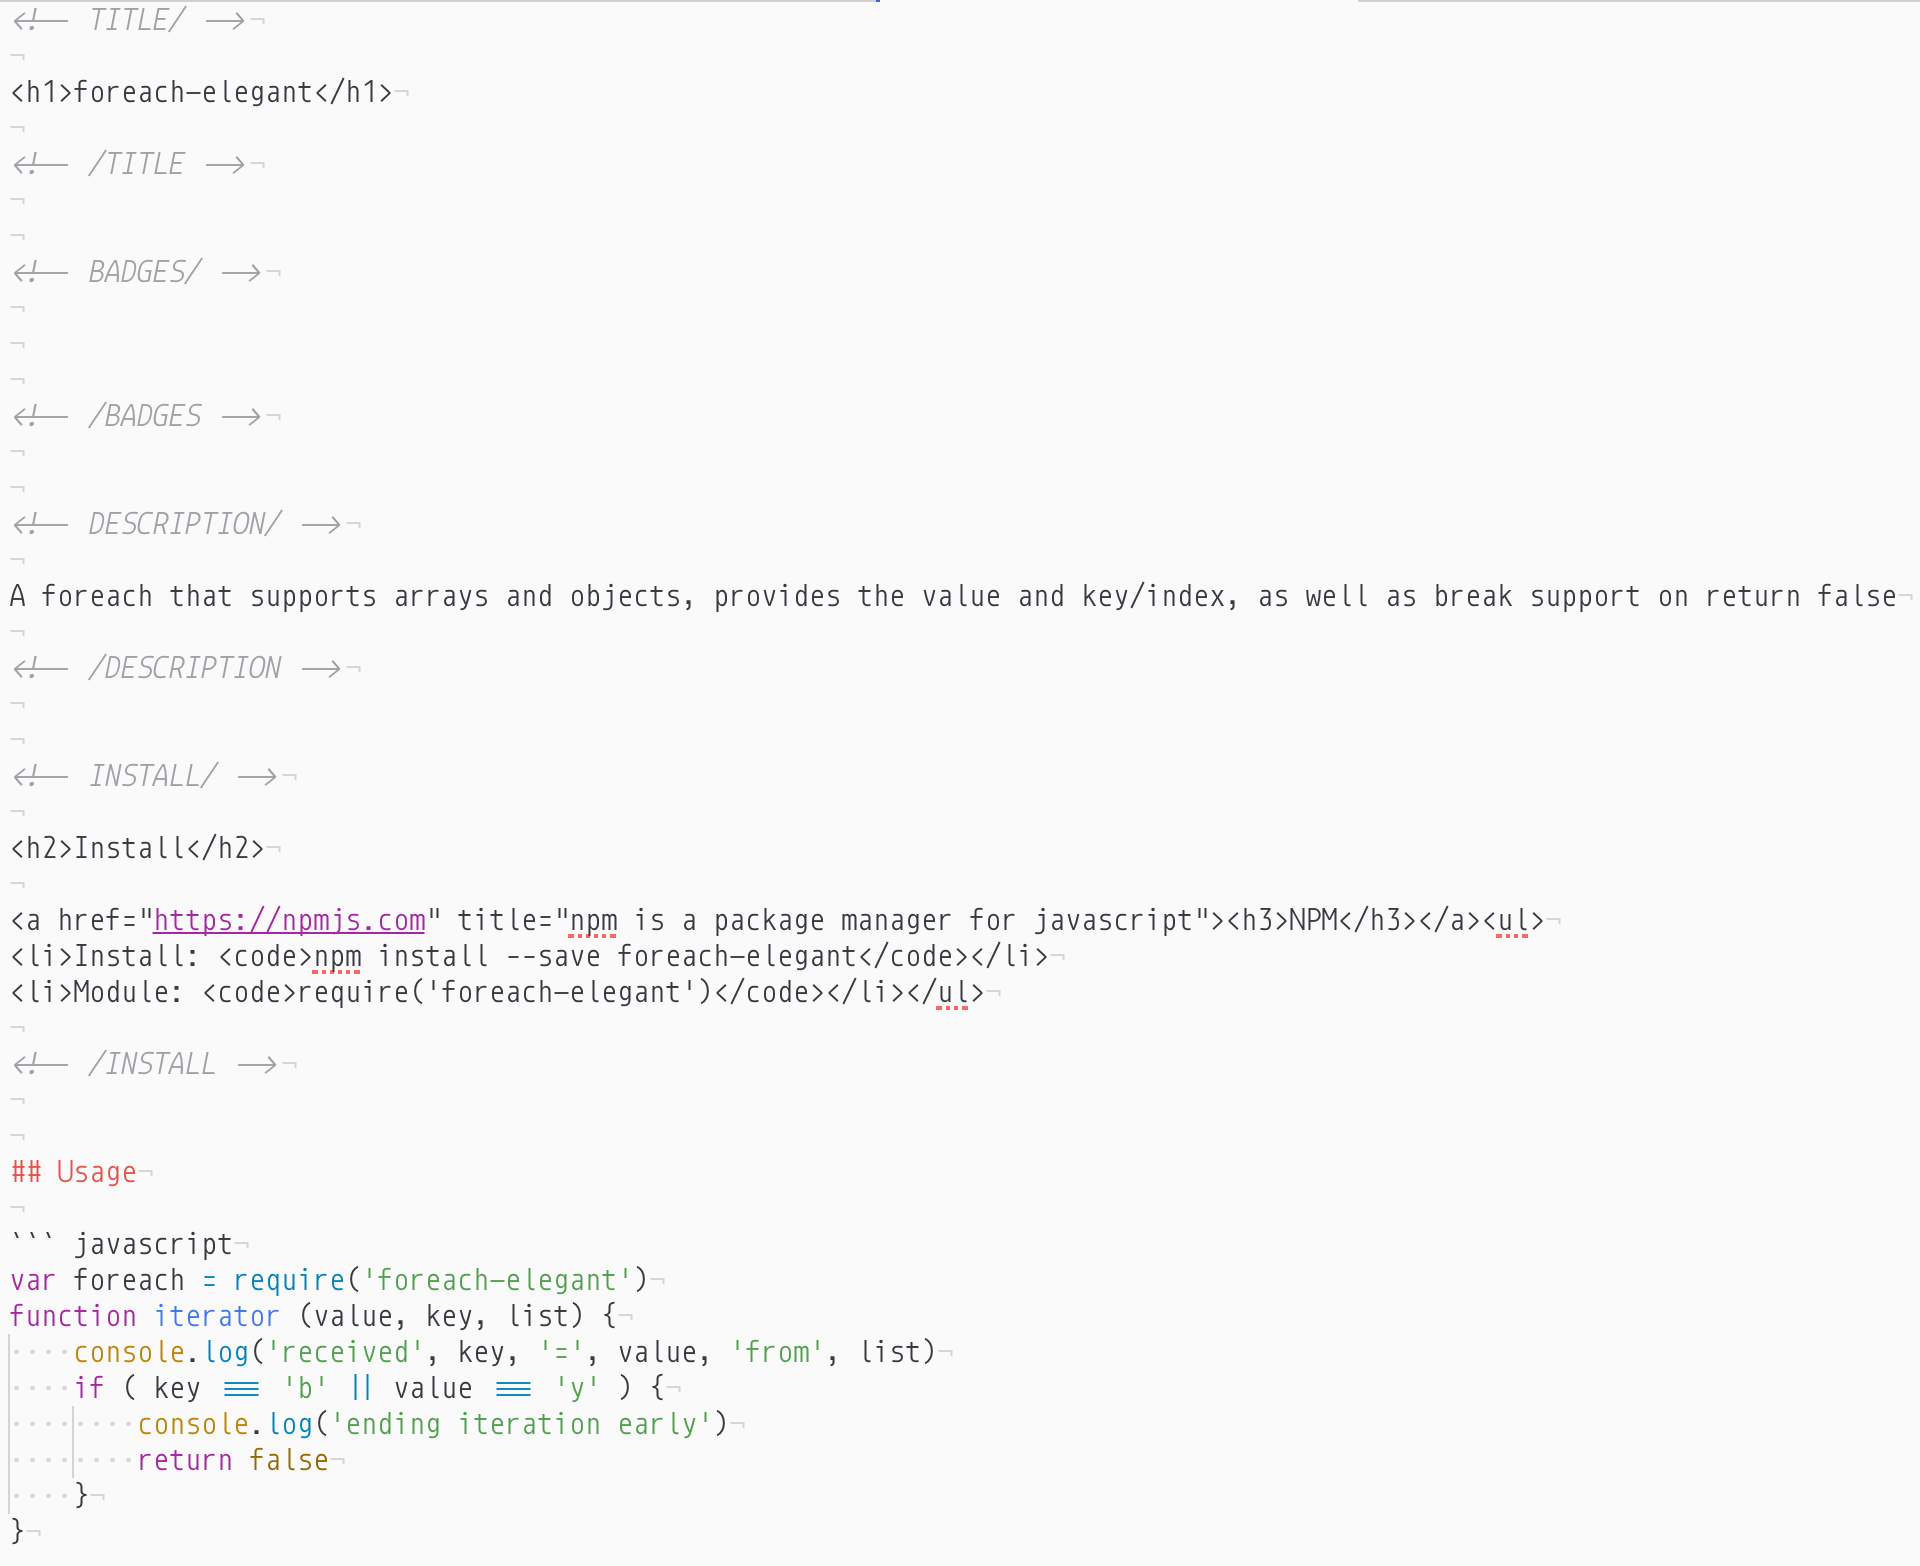 <!-- TITLE/ -->¬
¬
<h1>foreach-elegant</h1>¬
¬
<!-- /TITLE -->¬
¬
¬
<!-- BADGES/ -->¬
¬
¬
¬
<!-- /BADGES -->¬
¬
¬
<!-- DESCRIPTION/ -->¬
¬
A foreach that supports arrays and objects, provides the value and key/index, as well as break support on return false¬
¬
<!-- /DESCRIPTION -->¬
¬
¬
<!-- INSTALL/ -->¬
¬
<h2>Install</h2>¬
¬
<a href="https://npmjs.com" title="npm is a package manager for javascript"><h3>NPM</h3></a><ul>¬
<li>Install: <code>npm install --save foreach-elegant</code></li>¬
<li>Module: <code>require('foreach-elegant')</code></li></ul>¬
¬
<!-- /INSTALL -->¬
¬
¬
## Usage¬
¬
``` javascript¬
var foreach = require('foreach-elegant')¬
function iterator (value, key, list) {¬
····console.log('received', key, '=', value, 'from', list)¬
····if ( key === 'b' || value === 'y' ) {¬
········console.log('ending iteration early')¬
········return false¬
····}¬
}¬